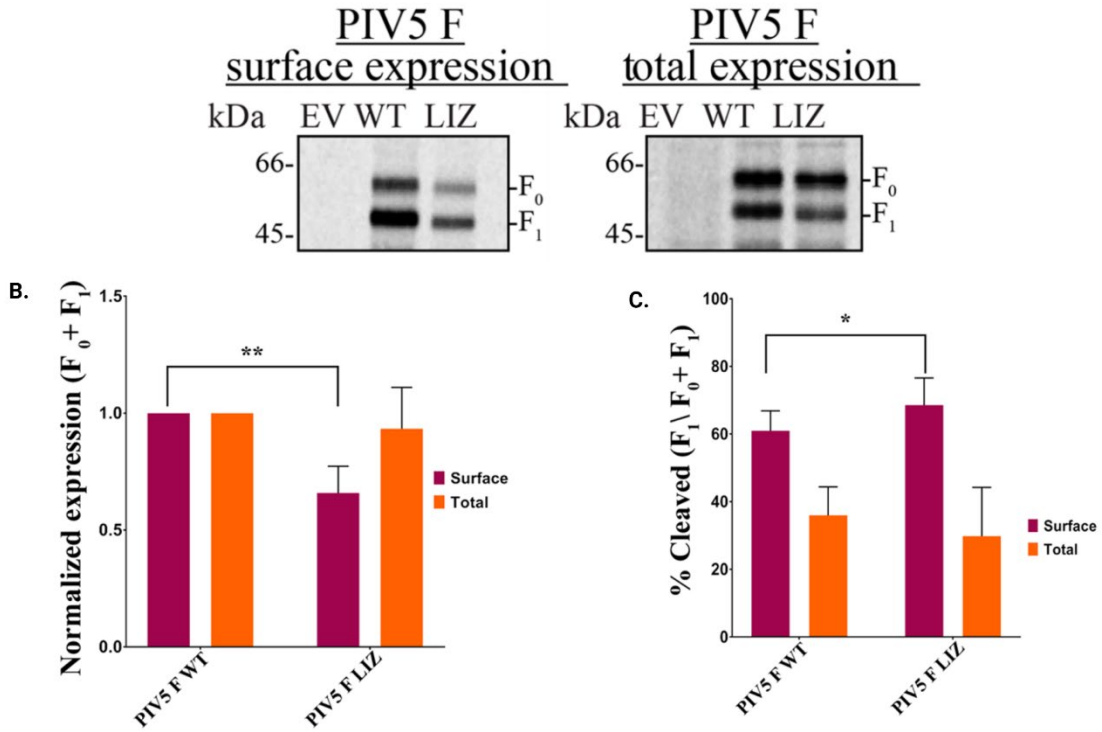 PIV5 F
surface expression
PIV5 F
total expression
kDa EV WT LIZ
kDa EV WT LIZ
66-
-F₀
-F₁
45-
66-
-F₀
-F₁
45-
B.
Normalized expression (F₀+ F₁)
1.5
1.0
0.5
0.0
**
Surface
Total
PIV5 F WT
PIV5 F LIZ
C.
% Cleaved (F₁\ F₀+ F₁)
100
80
60
40
20
0
*
Surface
Total
PIV5 F WT
PIV5 F LIZ